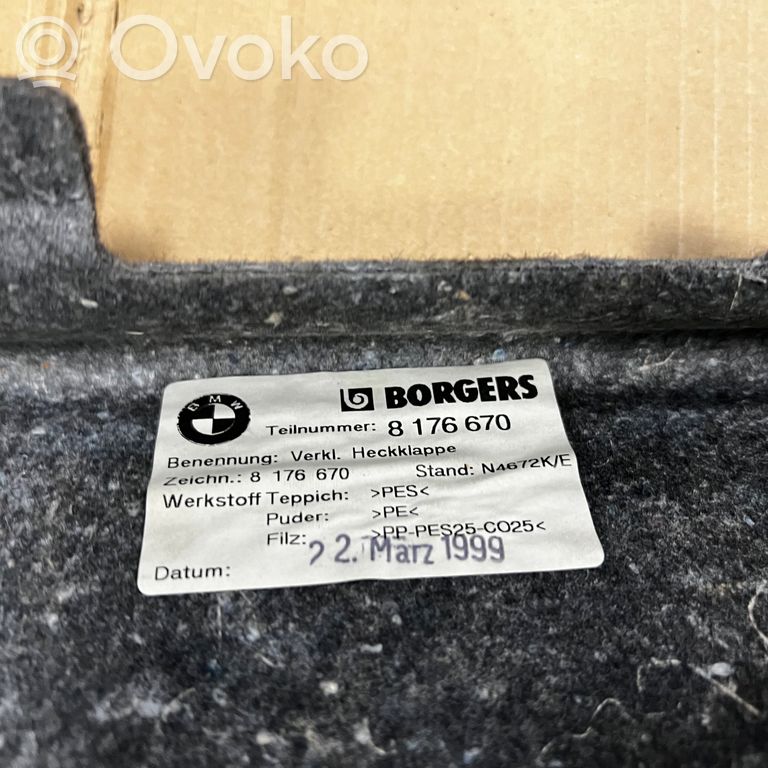 Ovoko
BMW
BORGERS
Teilnummer: 8 176 670
Benennung: Verkl. Heckklappe
Zeichn.: 8 176 670 Stand: N4672K/E
Werkstoff Teppich: >PES<
Puder: >PE<
Filz: >PP-PES25-CO25<
22. März 1999
Datum: